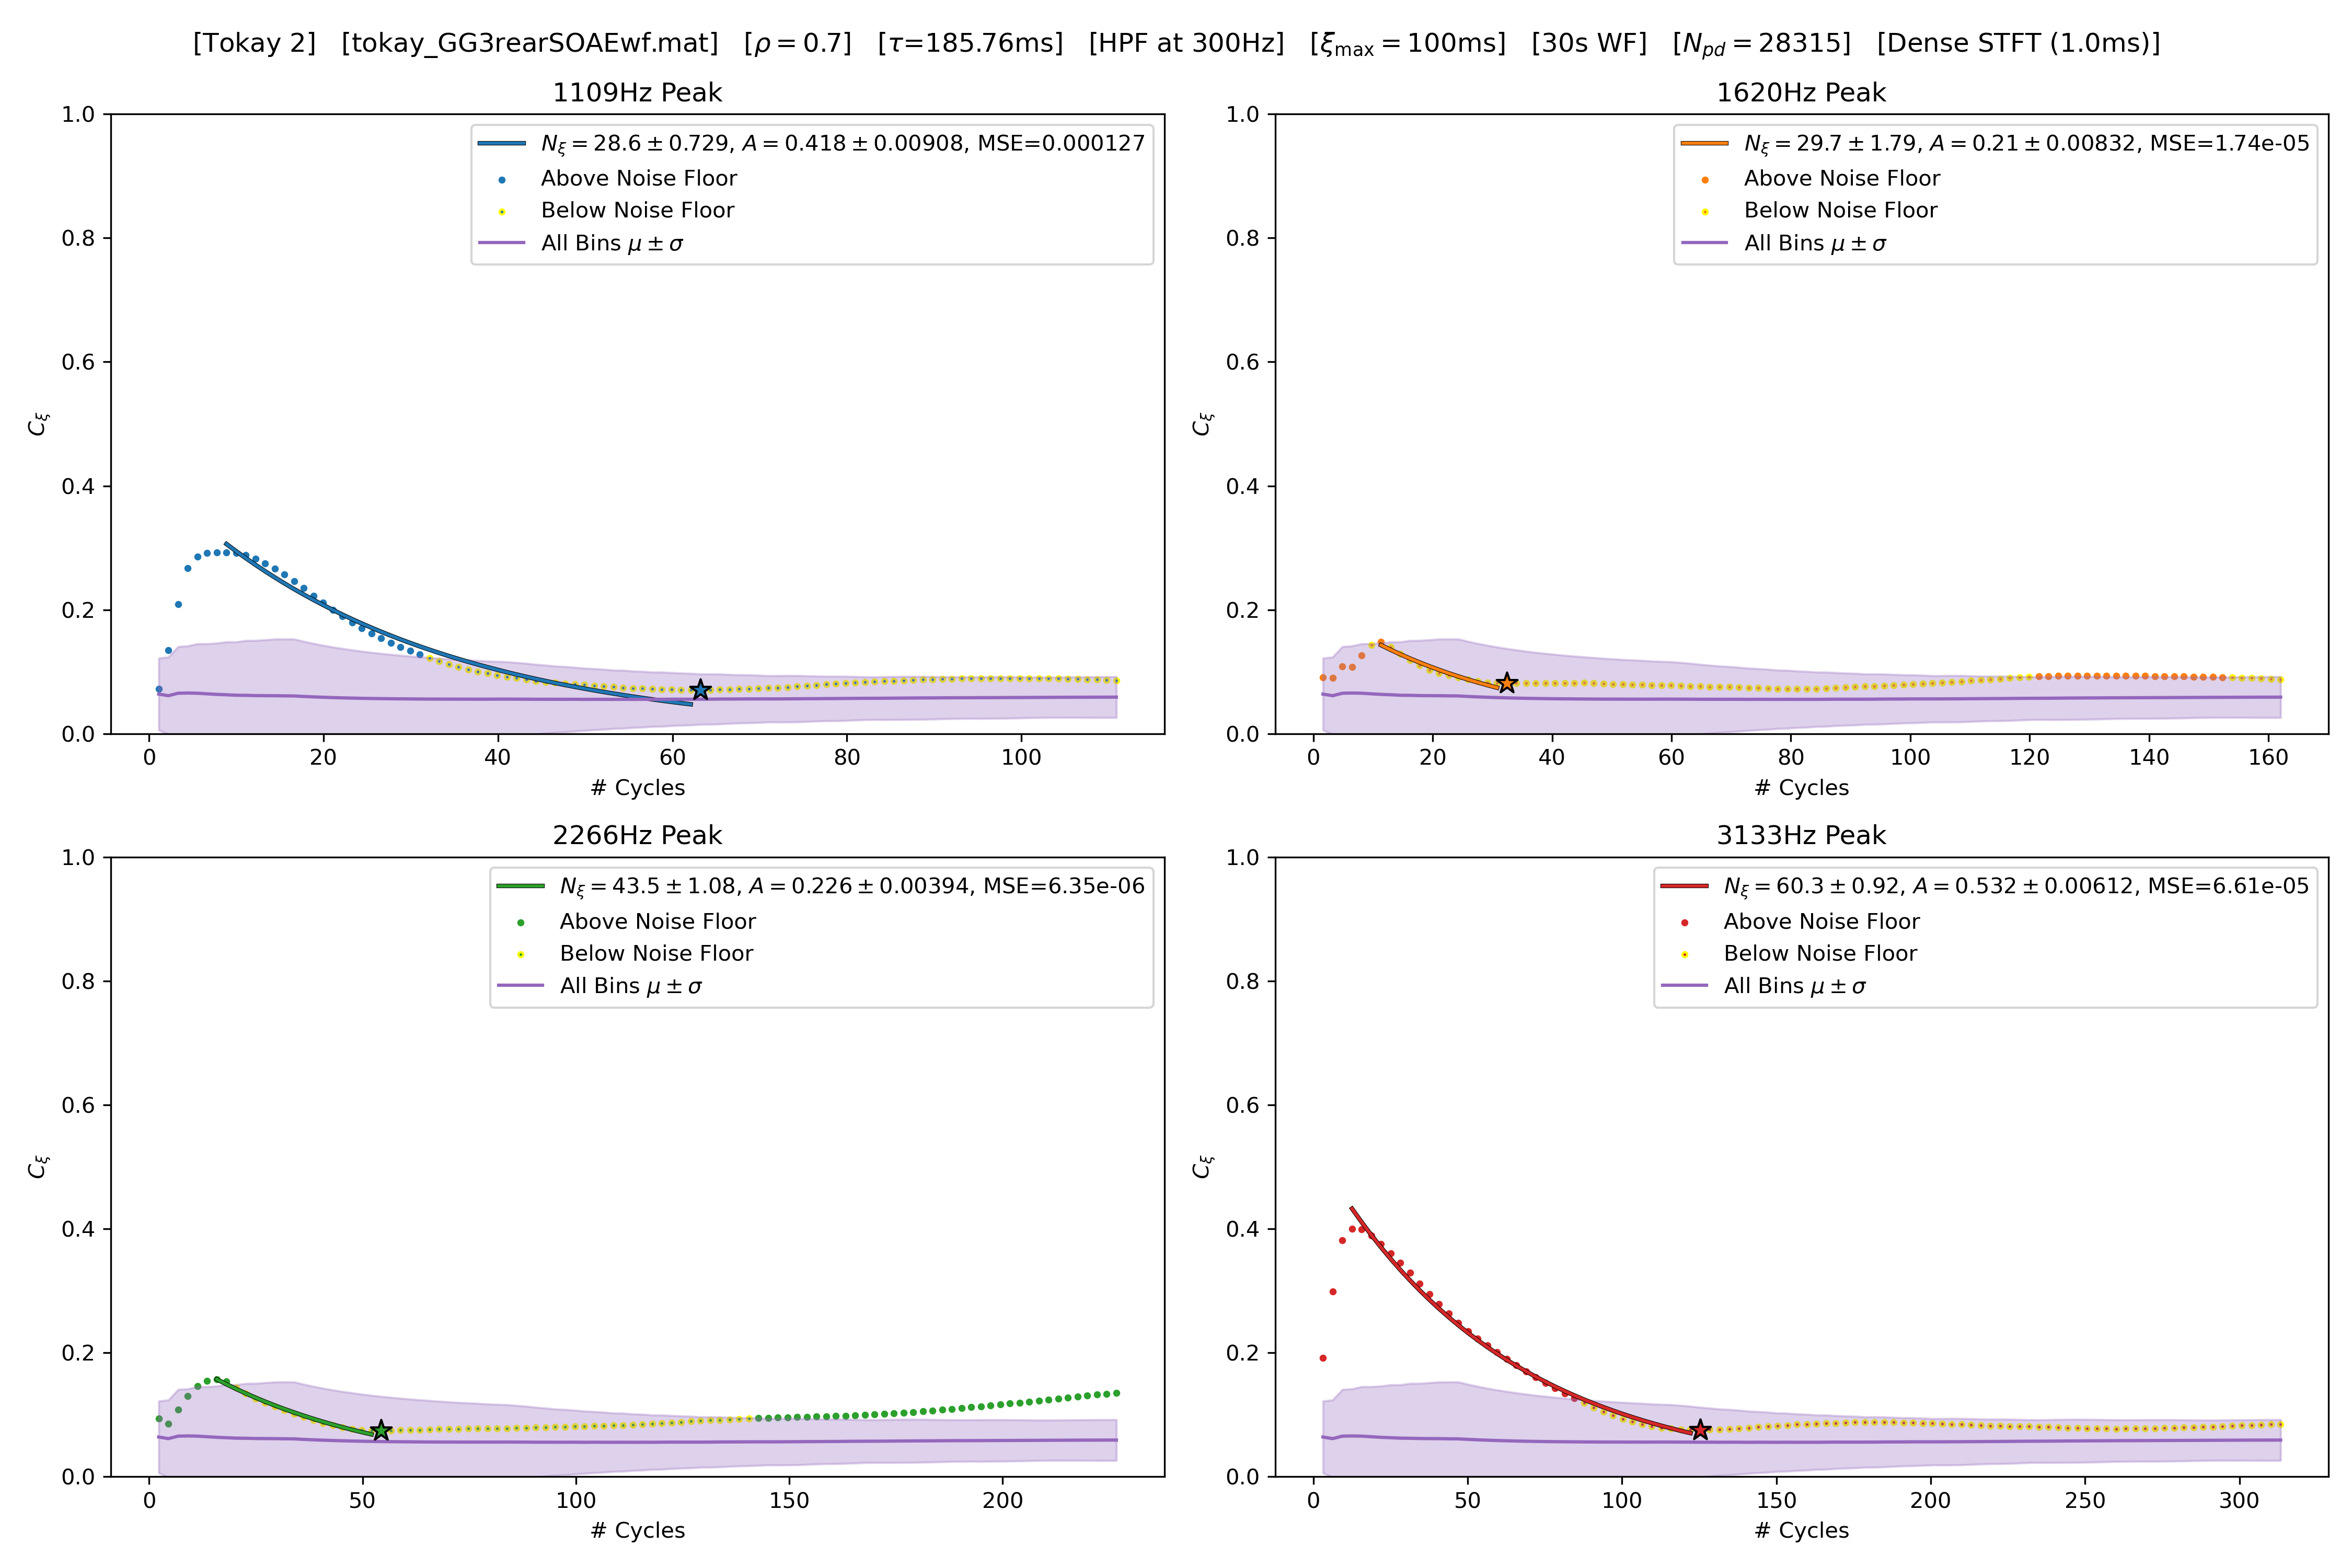 [Tokay 2] [tokay_GG3rearSOAEwf.mat] [ρ = 0.7] [τ=185.76ms] [HPF at 300Hz] [ξmax = 100ms] [30s WF] [Npd = 28315] [Dense STFT (1.0ms)]
1109Hz Peak
Nξ = 28.6 ± 0.729, A = 0.418 ± 0.00908, MSE=0.000127
Above Noise Floor
Below Noise Floor
All Bins μ ± σ
1.0
0.8
0.6
0.4
0.2
0.0
Cξ
0 20 40 60 80 100
# Cycles
1620Hz Peak
Nξ = 29.7 ± 1.79, A = 0.21 ± 0.00832, MSE=1.74e-05
Above Noise Floor
Below Noise Floor
All Bins μ ± σ
1.0
0.8
0.6
0.4
0.2
0.0
Cξ
0 20 40 60 80 100 120 140 160
# Cycles
2266Hz Peak
Nξ = 43.5 ± 1.08, A = 0.226 ± 0.00394, MSE=6.35e-06
Above Noise Floor
Below Noise Floor
All Bins μ ± σ
1.0
0.8
0.6
0.4
0.2
0.0
Cξ
0 50 100 150 200
# Cycles
3133Hz Peak
Nξ = 60.3 ± 0.92, A = 0.532 ± 0.00612, MSE=6.61e-05
Above Noise Floor
Below Noise Floor
All Bins μ ± σ
1.0
0.8
0.6
0.4
0.2
0.0
Cξ
0 50 100 150 200 250 300
# Cycles